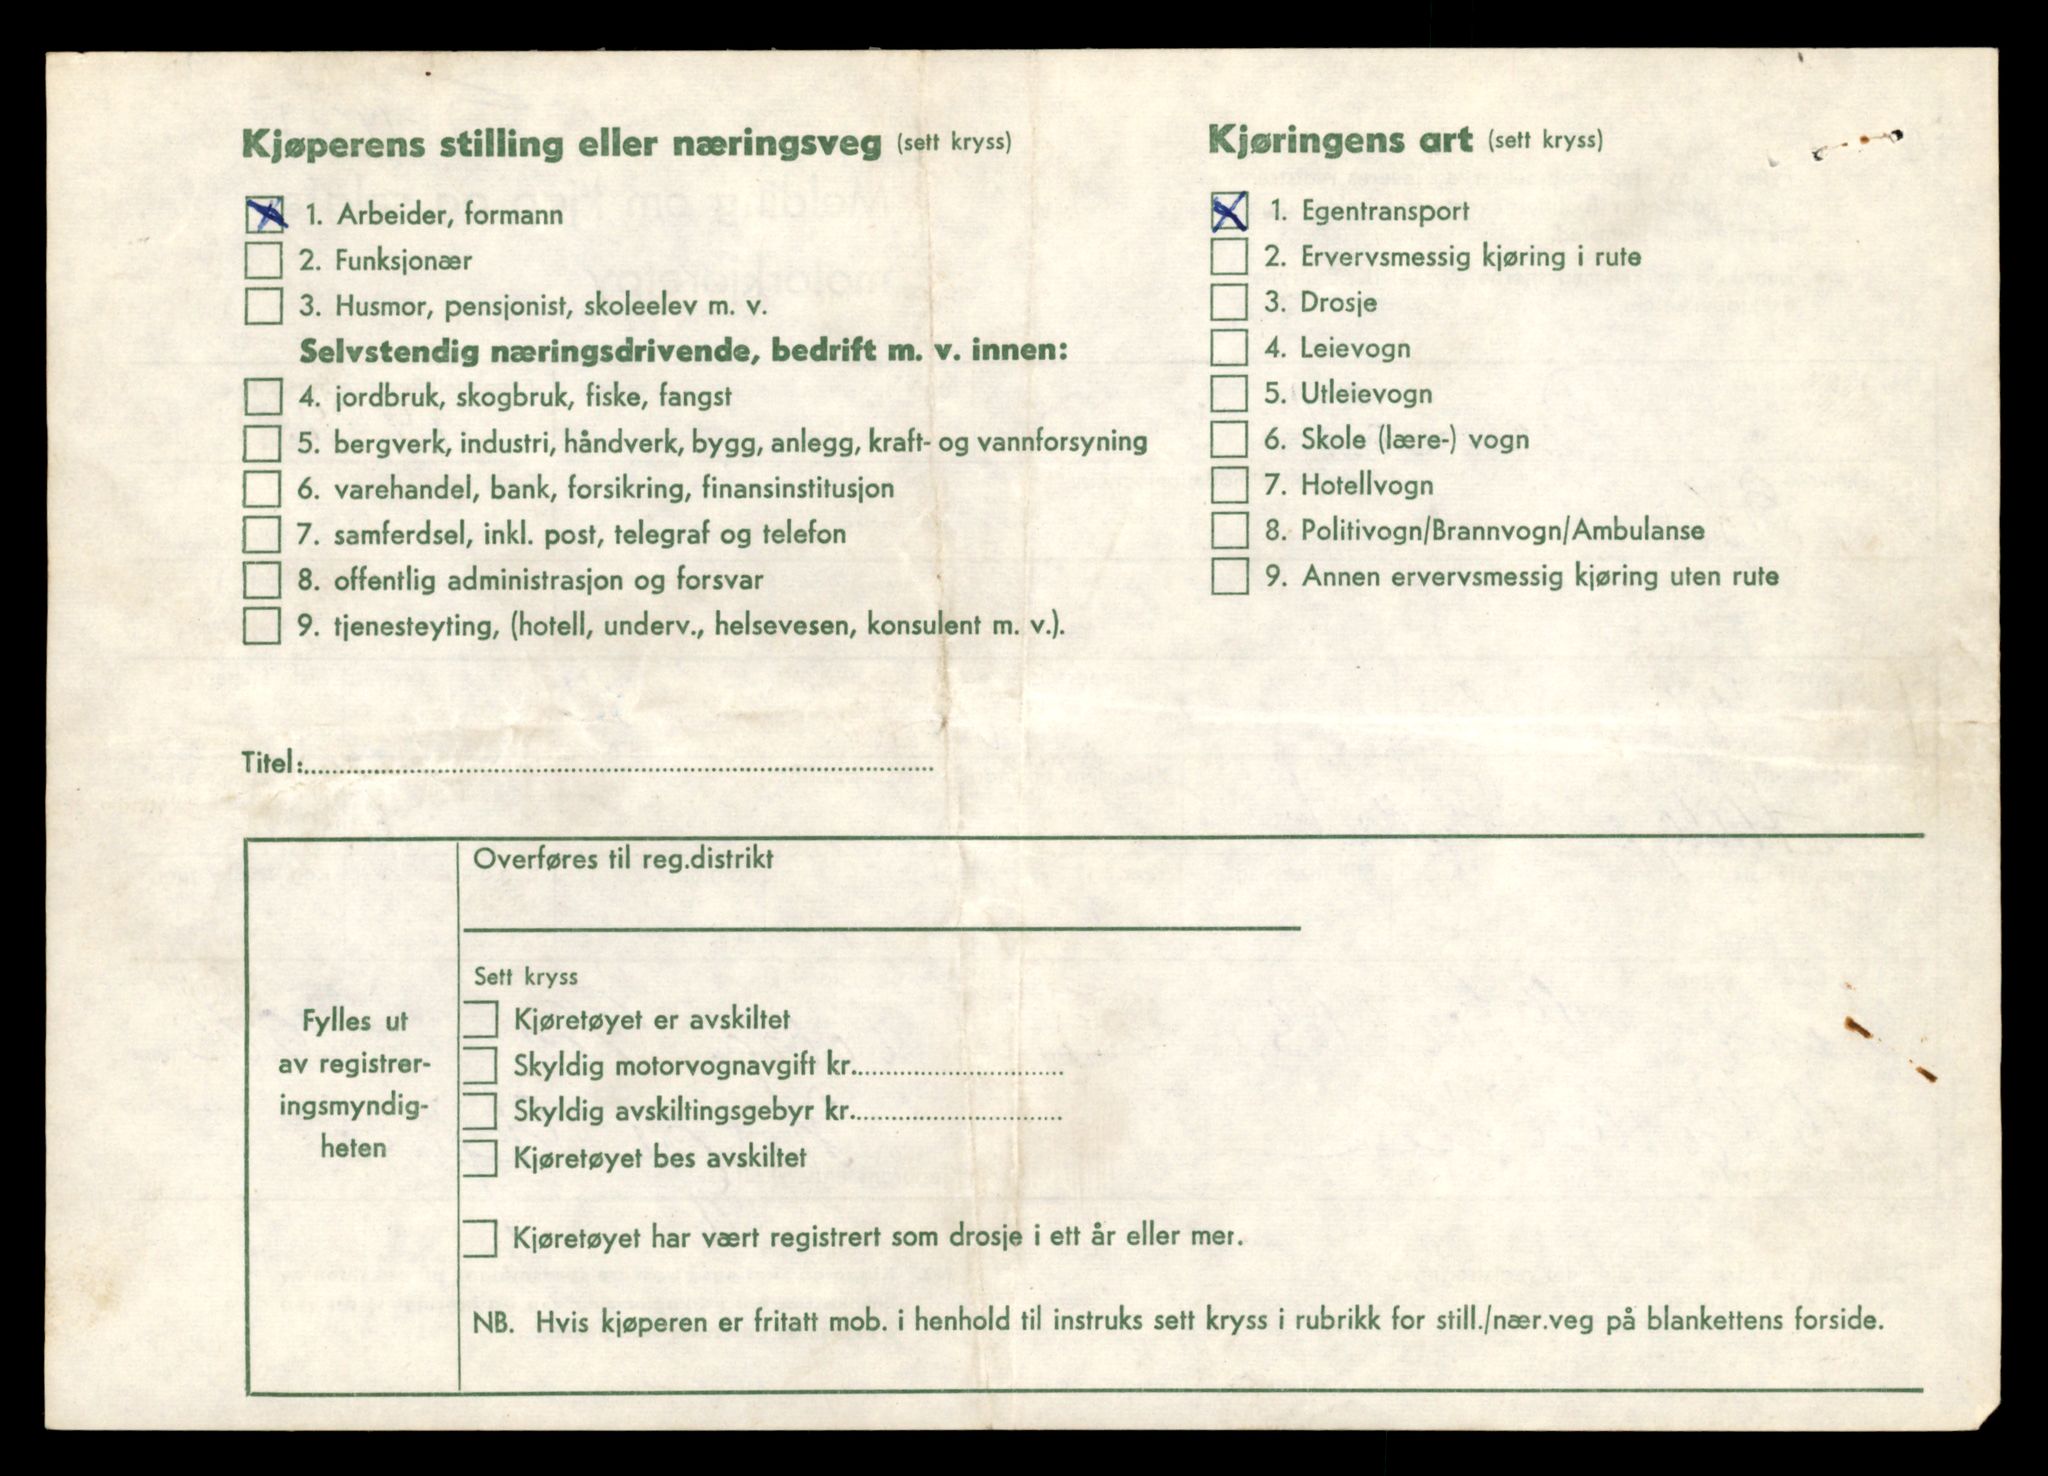 Kjøperens stilling eller næringsveg (sett kryss)
1. Arbeider, formann
2. Funksjonær
3. Husmor, pensjonist, skoleelev m. v.
Selvstendig næringsdrivende, bedrift m. v. innen:
4. jordbruk, skogbruk, fiske, fangst
5. bergverk, industri, håndverk, bygg, anlegg, kraft- og vannforsyning
6. varehandel, bank, forsikring, finansinstitusjon
7. samferdsel, inkl. post, telegraf og telefon
8. offentlig administrasjon og forsvar
9. tjenesteyting, (hotell, underv., helsevesen, konsulent m. v.).
Kjøringens art (sett kryss)
1. Egentransport
2. Ervervsmessig kjøring i rute
3. Drosje
4. Leievogn
5. Utleievogn
6. Skole (lære-) vogn
7. Hotellvogn
8. Politivogn/Brannvogn/Ambulanse
9. Annen ervervsmessig kjøring uten rute
Titel:
Fylles ut
av registrer-
ingsmyndig-
heten
Overføres til reg.distrikt
Sett kryss
Kjøretøyet er avskiltet
Skyldig motorvognavgift kr.
Skyldig avskiltingsgebyr kr.
Kjøretøyet bes avskiltet
Kjøretøyet har vært registrert som drosje i ett år eller mer.
NB. Hvis kjøperen er fritatt mob. i henhold til instruks sett kryss i rubrikk for still./nær.veg på blankettens forside.